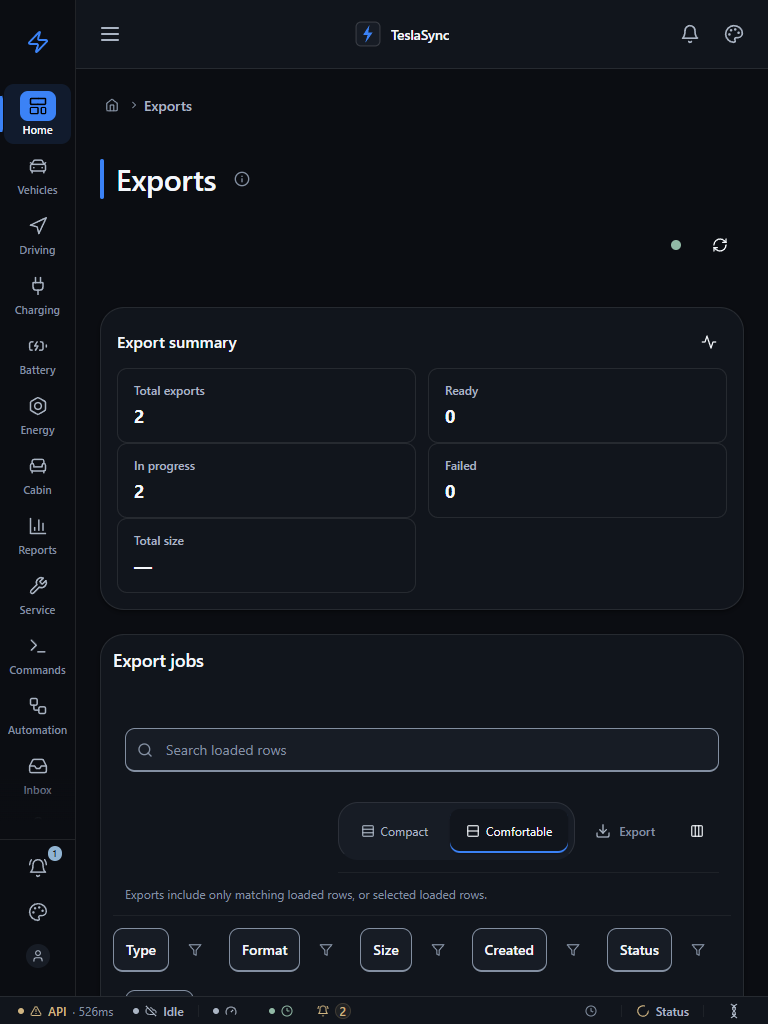 TeslaSync
Home
Vehicles
Driving
Charging
Battery
Energy
Cabin
Reports
Service
Commands
Automation
Inbox
1
Exports
Exports
Export summary
Total exports
2
Ready
0
In progress
2
Failed
0
Total size
—
Export jobs
Search loaded rows
Compact Comfortable Export
Exports include only matching loaded rows, or selected loaded rows.
Type Format Size Created Status
API · 526ms Idle 2 Status